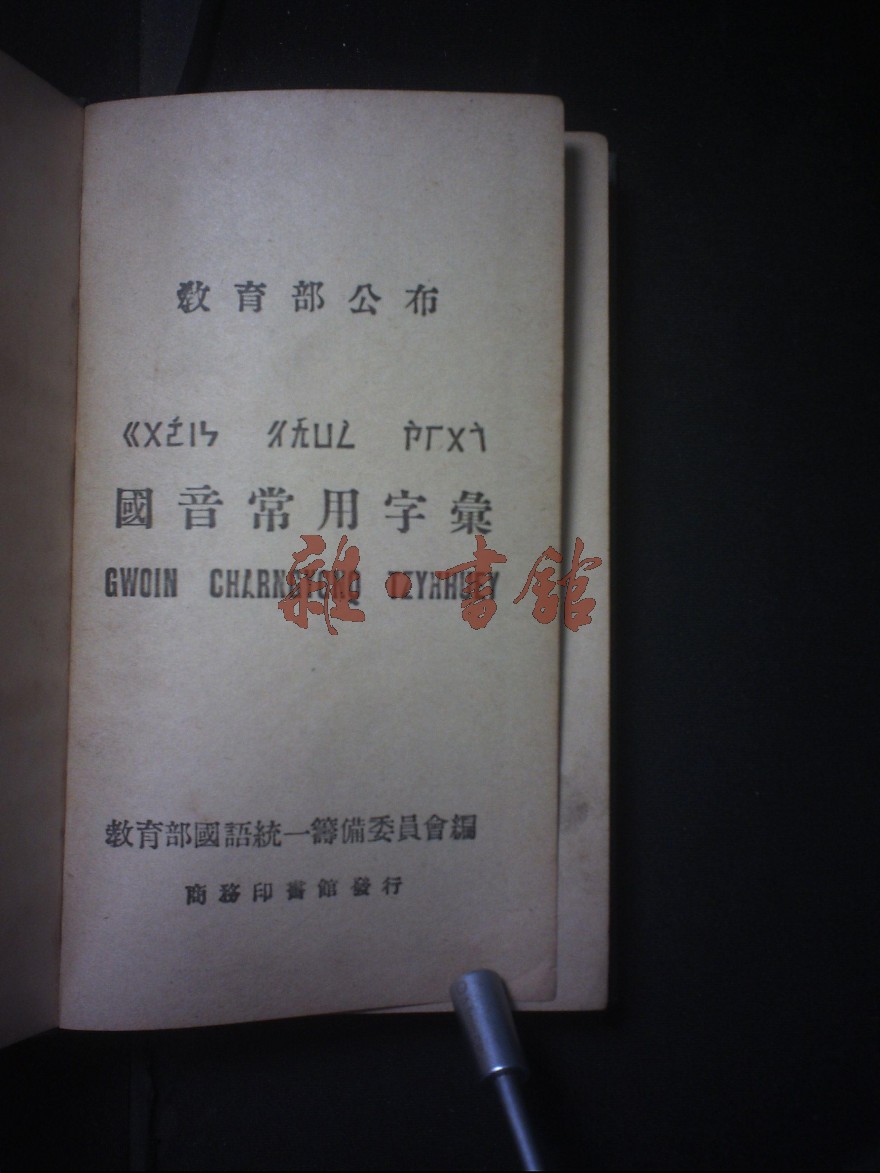 教育部公布
ㄍㄨㄛˊㄧㄣ ㄔㄤˊㄩㄥˋ ㄗˋㄏㄨㄟˋ
國音常用字彙
GWOIN CHARNGYONQ TZYHHUEY
雜·書館
教育部國語統一籌備委員會編
商務印書館發行